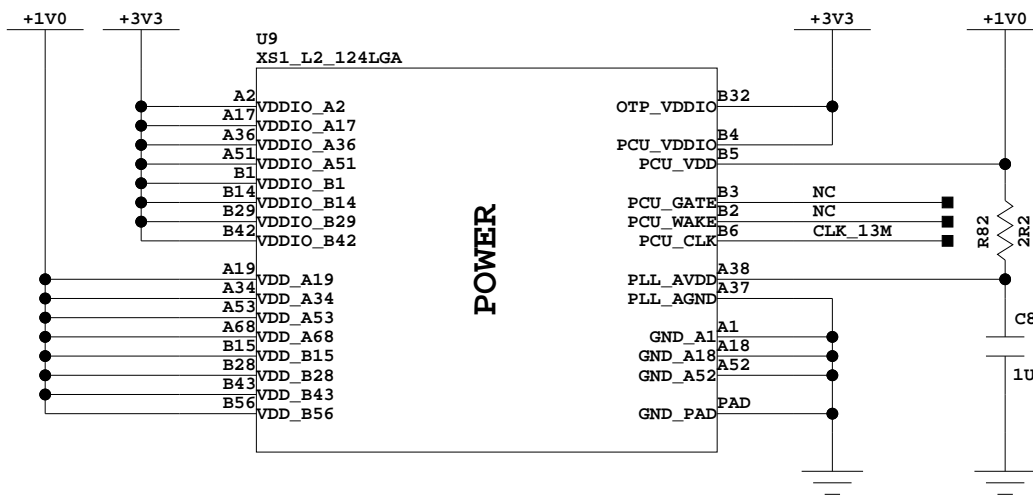 +1V0 +3V3 +3V3 +1V0
U9
XS1_L2_124LGA
A2 VDDIO_A2 OTP_VDDIO B32
A17 VDDIO_A17
A36 VDDIO_A36 PCU_VDDIO B4
A51 VDDIO_A51 PCU_VDD B5
B1 VDDIO_B1
B14 VDDIO_B14 PCU_GATE B3 NC
B29 VDDIO_B29 PCU_WAKE B2 NC
B42 VDDIO_B42 PCU_CLK B6 CLK_13M
R82 2R2
POWER
A19 VDD_A19 PLL_AVDD A38
A34 VDD_A34 PLL_AGND A37
A53 VDD_A53
A68 VDD_A68 GND_A1 A1
B15 VDD_B15 GND_A18 A18
B28 VDD_B28 GND_A52 A52
B43 VDD_B43
B56 VDD_B56 GND_PAD PAD
C8
1U